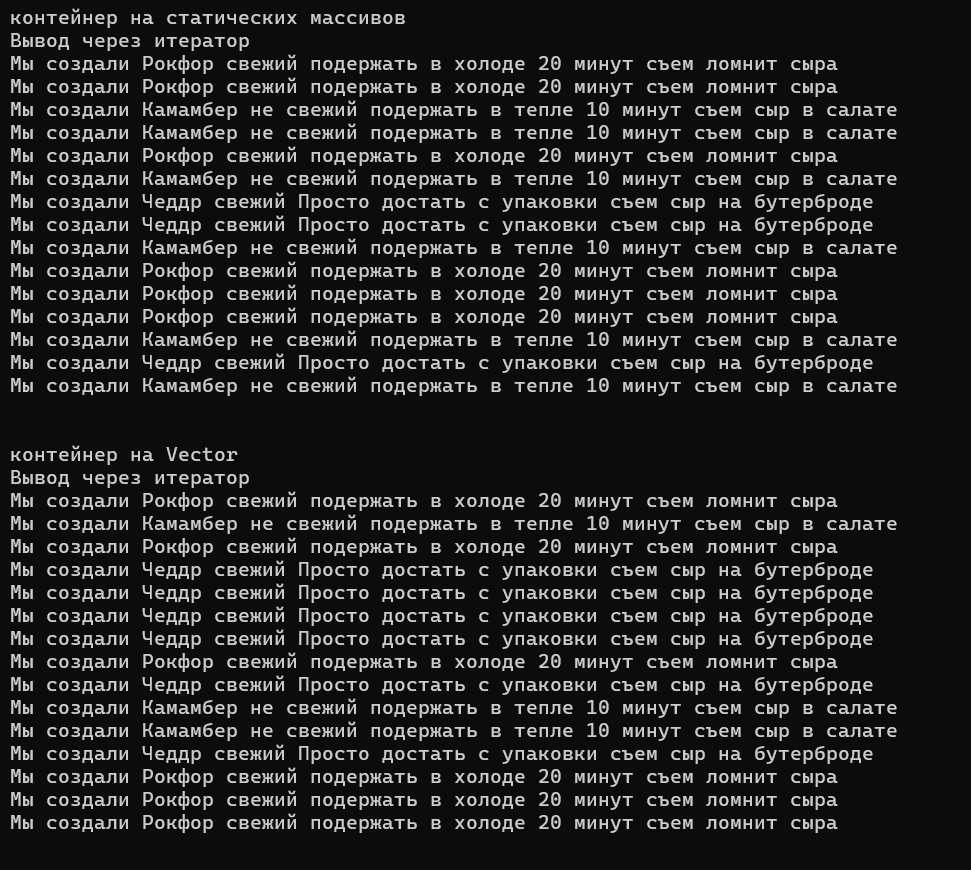 контейнер на статических массивов
Вывод через итератор
Мы создали Рокфор свежий подержать в холоде 20 минут съем ломнит сыра
Мы создали Рокфор свежий подержать в холоде 20 минут съем ломнит сыра
Мы создали Камамбер не свежий подержать в тепле 10 минут съем сыр в салате
Мы создали Камамбер не свежий подержать в тепле 10 минут съем сыр в салате
Мы создали Рокфор свежий подержать в холоде 20 минут съем ломнит сыра
Мы создали Камамбер не свежий подержать в тепле 10 минут съем сыр в салате
Мы создали Чеддр свежий Просто достать с упаковки съем сыр на бутерброде
Мы создали Чеддр свежий Просто достать с упаковки съем сыр на бутерброде
Мы создали Камамбер не свежий подержать в тепле 10 минут съем сыр в салате
Мы создали Рокфор свежий подержать в холоде 20 минут съем ломнит сыра
Мы создали Рокфор свежий подержать в холоде 20 минут съем ломнит сыра
Мы создали Рокфор свежий подержать в холоде 20 минут съем ломнит сыра
Мы создали Камамбер не свежий подержать в тепле 10 минут съем сыр в салате
Мы создали Чеддр свежий Просто достать с упаковки съем сыр на бутерброде
Мы создали Камамбер не свежий подержать в тепле 10 минут съем сыр в салате
контейнер на Vector
Вывод через итератор
Мы создали Рокфор свежий подержать в холоде 20 минут съем ломнит сыра
Мы создали Камамбер не свежий подержать в тепле 10 минут съем сыр в салате
Мы создали Рокфор свежий подержать в холоде 20 минут съем ломнит сыра
Мы создали Чеддр свежий Просто достать с упаковки съем сыр на бутерброде
Мы создали Чеддр свежий Просто достать с упаковки съем сыр на бутерброде
Мы создали Чеддр свежий Просто достать с упаковки съем сыр на бутерброде
Мы создали Чеддр свежий Просто достать с упаковки съем сыр на бутерброде
Мы создали Рокфор свежий подержать в холоде 20 минут съем ломнит сыра
Мы создали Чеддр свежий Просто достать с упаковки съем сыр на бутерброде
Мы создали Камамбер не свежий подержать в тепле 10 минут съем сыр в салате
Мы создали Камамбер не свежий подержать в тепле 10 минут съем сыр в салате
Мы создали Чеддр свежий Просто достать с упаковки съем сыр на бутерброде
Мы создали Рокфор свежий подержать в холоде 20 минут съем ломнит сыра
Мы создали Рокфор свежий подержать в холоде 20 минут съем ломнит сыра
Мы создали Рокфор свежий подержать в холоде 20 минут съем ломнит сыра